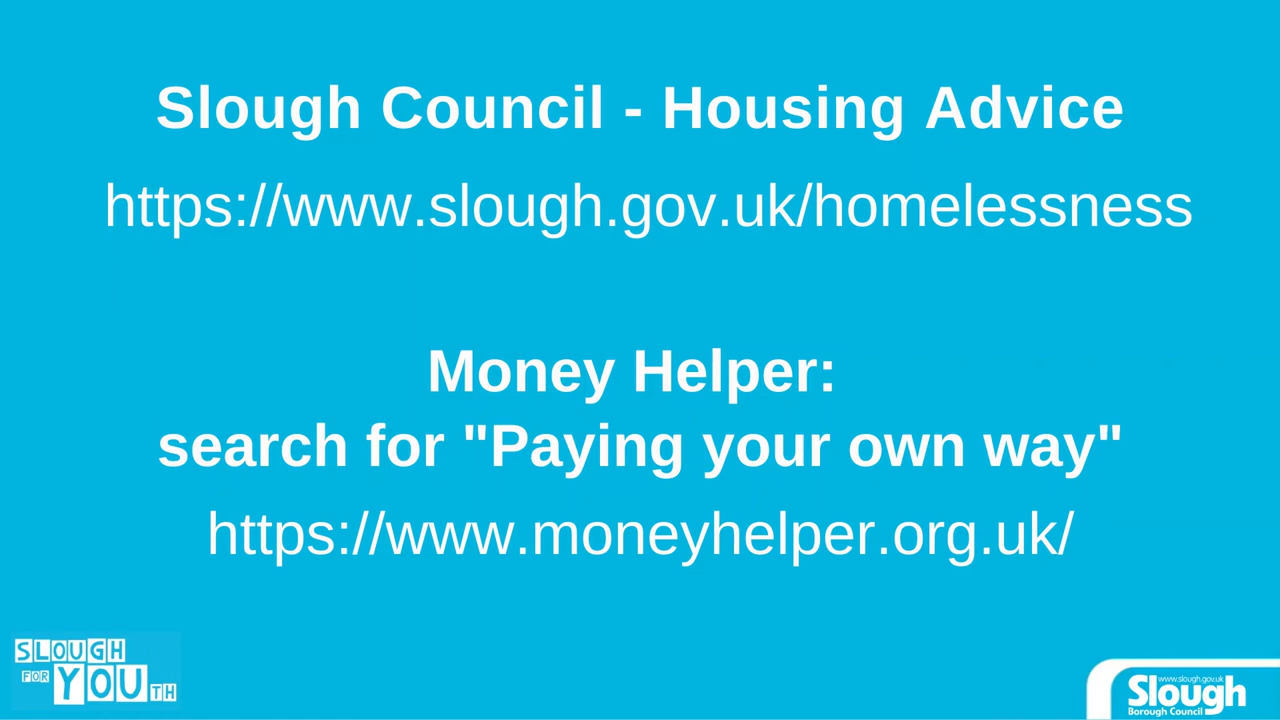 Slough Council - Housing Advice
https://www.slough.gov.uk/homelessness
Money Helper:
search for "Paying your own way"
https://www.moneyhelper.org.uk/
SLOUGH
FOR YOUTH
www.slough.gov.uk
Slough
Borough Council